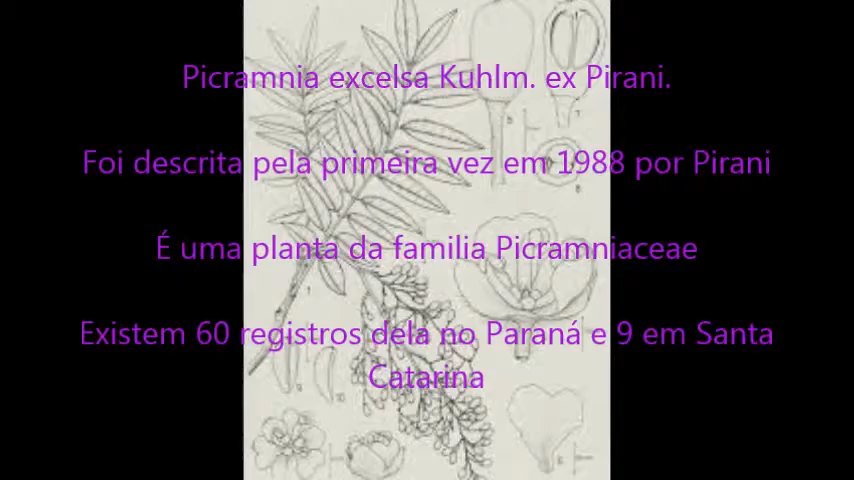 Picramnia excelsa Kuhlm. ex Pirani.
Foi descrita pela primeira vez em 1988 por Pirani
É uma planta da familia Picramniaceae
Existem 60 registros dela no Paraná e 9 em Santa
Catarina